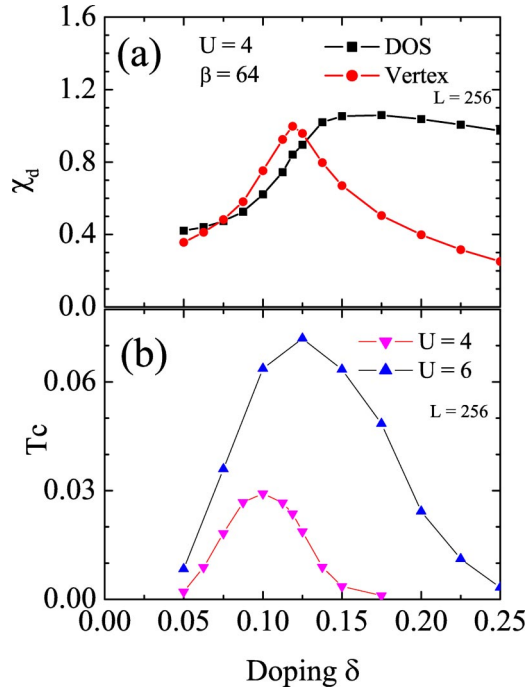 1.6
(a)
U = 4
DOS
β = 64
Vertex
1.2
L = 256
χd
0.8
0.4
0.0
(b)
U = 4
U = 6
0.06
L = 256
Tc
0.03
0.00
0.00 0.05 0.10 0.15 0.20 0.25
Doping δ